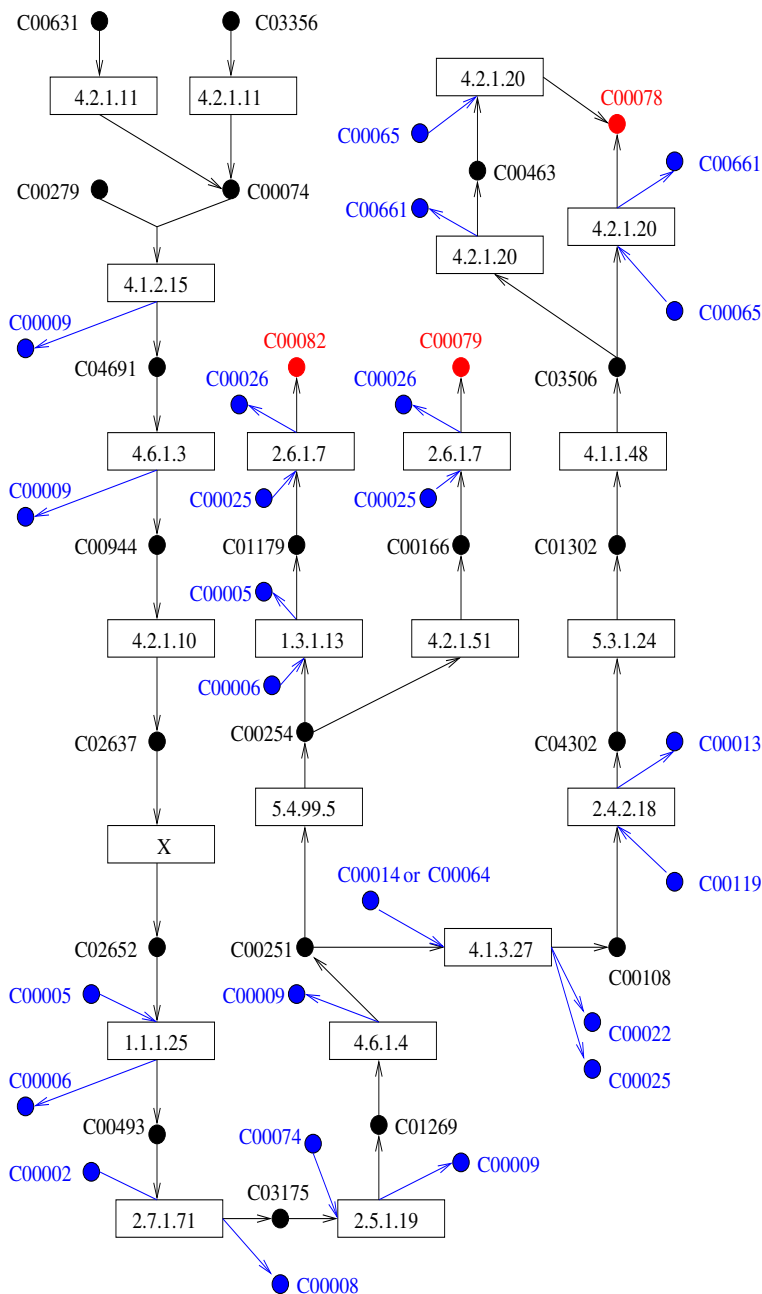 C00631
C03356
4.2.1.11
4.2.1.11
C00279
C00074
4.1.2.15
C00009
C04691
4.6.1.3
C00009
C00944
4.2.1.10
C02637
X
C02652
C00005
1.1.1.25
C00006
C00493
C00002
2.7.1.71
C00008
C03175
C00074
2.5.1.19
C00009
C01269
4.6.1.4
C00009
C00251
5.4.99.5
C00254
C00006
1.3.1.13
C00005
C01179
C00025
2.6.1.7
C00026
C00082
4.2.1.51
C00166
C00025
2.6.1.7
C00026
C00079
C00014 or C00064
4.1.3.27
C00022
C00025
C00108
C00119
2.4.2.18
C00013
C04302
5.3.1.24
C01302
4.1.1.48
C03506
C00065
4.2.1.20
C00661
C00078
4.2.1.20
C00661
C00463
C00065
4.2.1.20